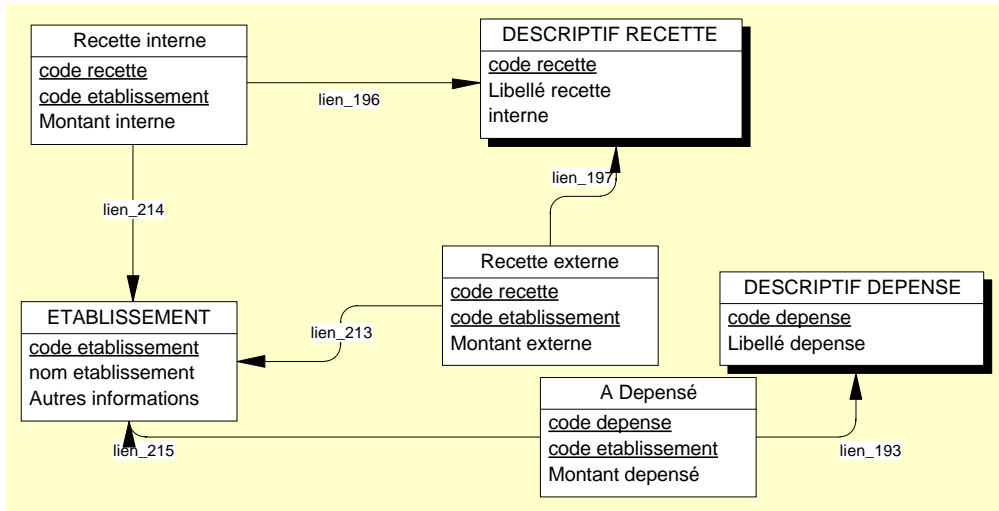 Recette interne
code recette
code etablissement
Montant interne
DESCRIPTIF RECETTE
code recette
Libellé recette
interne
lien_196
lien_197
lien_214
Recette externe
code recette
code etablissement
Montant externe
DESCRIPTIF DEPENSE
code depense
Libellé depense
ETABLISSEMENT
code etablissement
nom etablissement
Autres informations
lien_213
A Depensé
code depense
code etablissement
Montant depensé
lien_215
lien_193